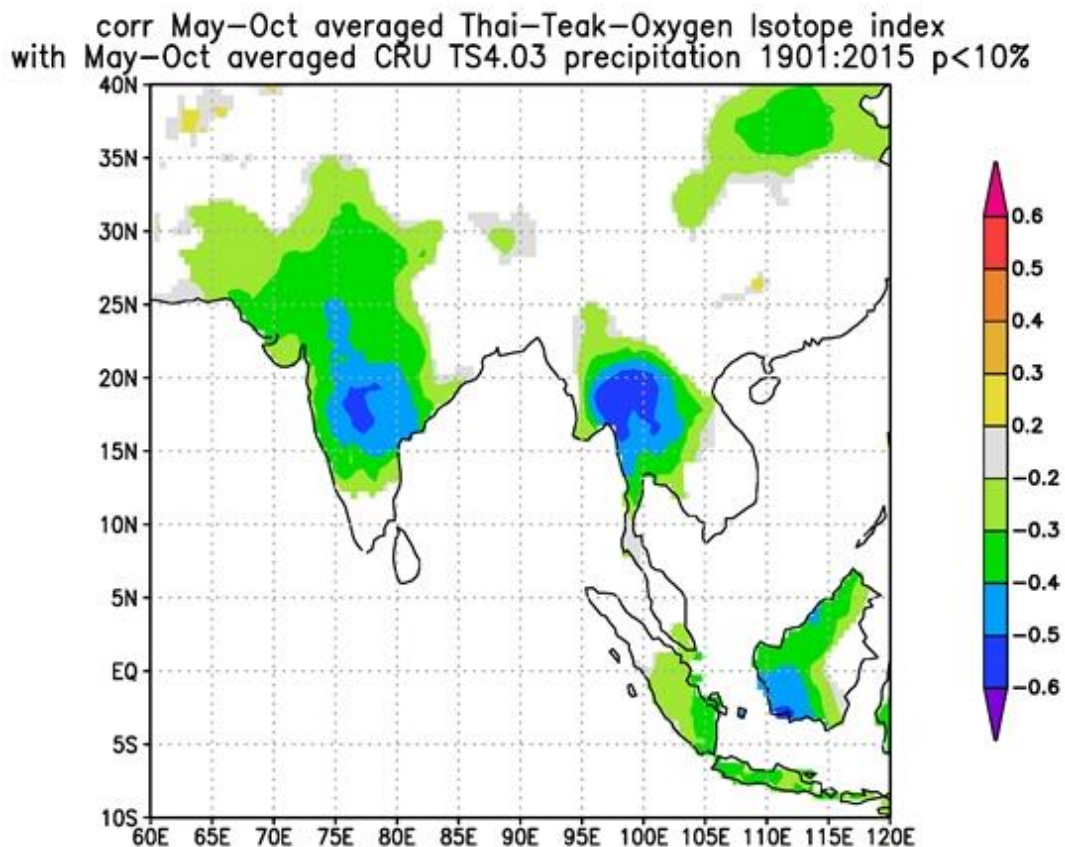 corr May-Oct averaged Thai-Teak-Oxygen Isotope index
with May-Oct averaged CRU TS4.03 precipitation 1901:2015 p<10%
40N
35N
30N
25N
20N
15N
10N
5N
EQ
5S
10S
60E 65E 70E 75E 80E 85E 90E 95E 100E 105E 110E 115E 120E
0.6
0.5
0.4
0.3
0.2
-0.2
-0.3
-0.4
-0.5
-0.6